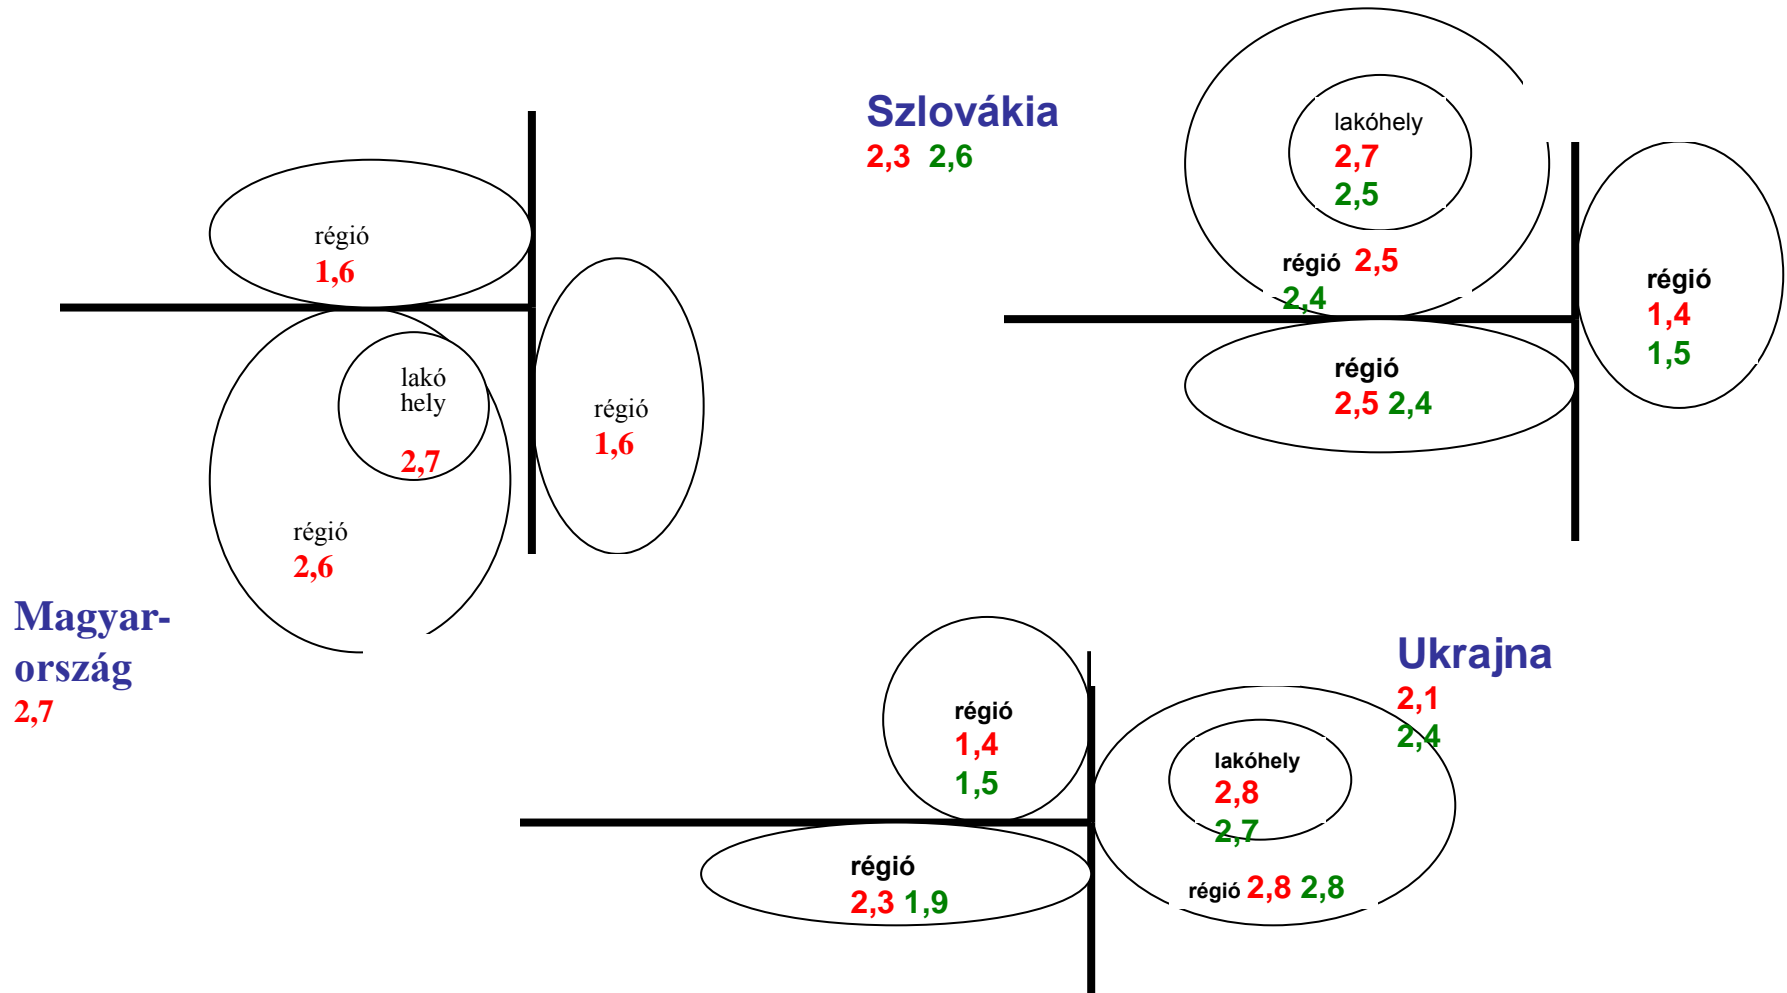 régió
1,6
lakó
hely
2,7
régió
1,6
régió
2,6
Magyar-
ország
2,7
Szlovákia
2,3 2,6
lakóhely
2,7
2,5
régió 2,5
2,4
régió
1,4
1,5
régió
2,5 2,4
Ukrajna
2,1
2,4
régió
1,4
1,5
lakóhely
2,8
2,7
régió 2,8 2,8
régió
2,3 1,9